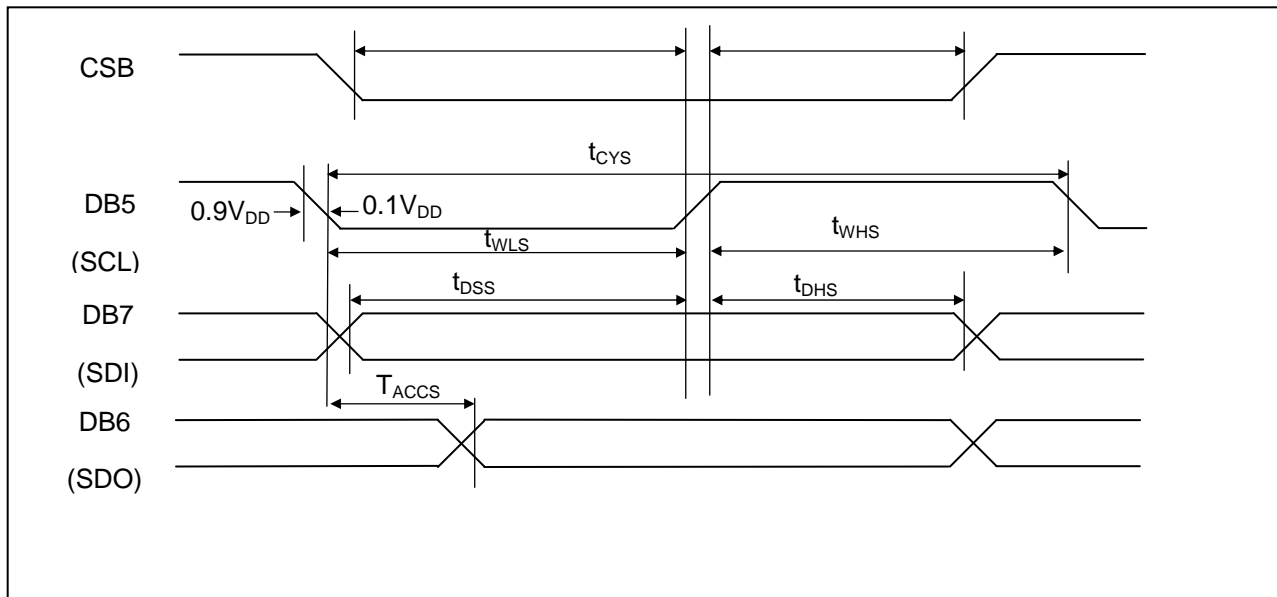 CSB
tCYS
DB5
0.9VDD
0.1VDD
tWLS
tWHS
(SCL)
tDSS
tDHS
DB7
(SDI)
TACCS
DB6
(SDO)